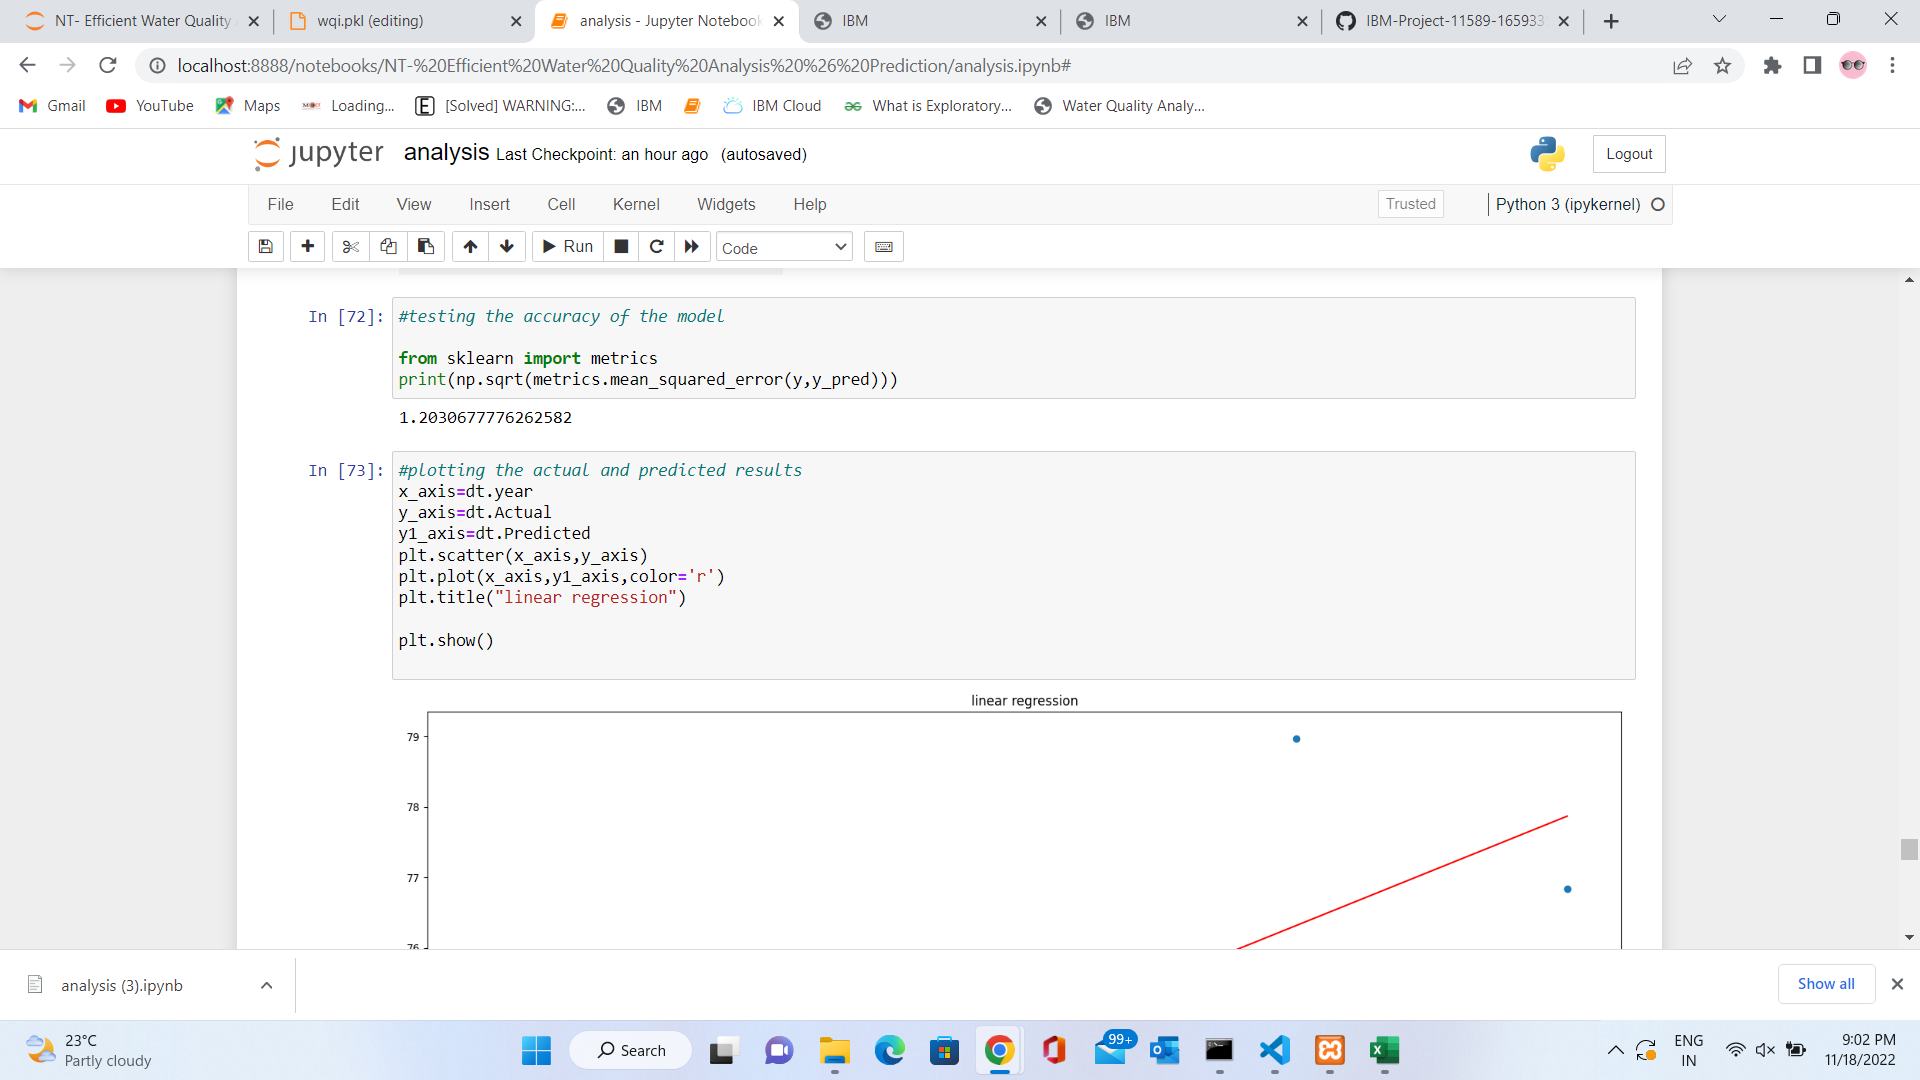 NT- Efficient Water Quality
wqi.pkl (editing)
analysis - Jupyter Notebook
IBM
IBM
IBM-Project-11589-165933
localhost:8888/notebooks/NT-%20Efficient%20Water%20Quality%20Analysis%20%26%20Prediction/analysis.ipynb#
Gmail
YouTube
Maps
Loading...
[Solved] WARNING:...
IBM
IBM Cloud
What is Exploratory...
Water Quality Analy...
jupyter
analysis Last Checkpoint: an hour ago (autosaved)
Logout
File Edit View Insert Cell Kernel Widgets Help
Trusted
Python 3 (ipykernel)
Run
Code
In [72]:
#testing the accuracy of the model
from sklearn import metrics
print(np.sqrt(metrics.mean_squared_error(y,y_pred)))
1.2030677776262582
In [73]:
#plotting the actual and predicted results
x_axis=dt.year
y_axis=dt.Actual
y1_axis=dt.Predicted
plt.scatter(x_axis,y_axis)
plt.plot(x_axis,y1_axis,color='r')
plt.title("linear regression")
plt.show()
linear regression
79
78
77
76
analysis (3).ipynb
Show all
23°C
Partly cloudy
Search
99+
ENG
IN
9:02 PM
11/18/2022